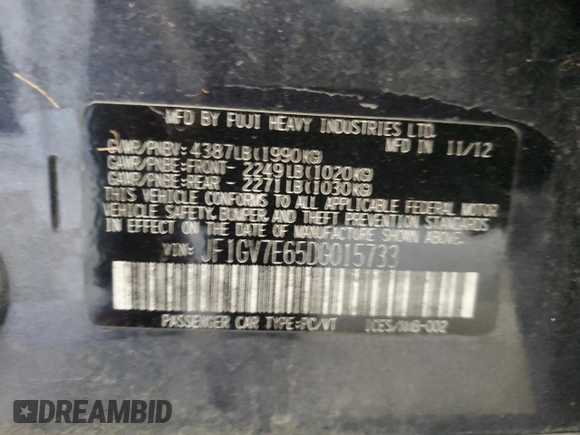 MFD BY FUJI HEAVY INDUSTRIES LTD.
MFD IN 11/12
GVWR/PNBV: 4387LB(1990KG)
GAWR/PNBE:FRONT- 2249LB(1020KG)
GAWR/PNBE:REAR - 2271LB(1030KG)
THIS VEHICLE CONFORMS TO ALL APPLICABLE FEDERAL MOTOR
VEHICLE SAFETY, BUMPER, AND THEFT PREVENTION STANDARDS
IN EFFECT ON THE DATE OF MANUFACTURE SHOWN ABOVE.
VIN: JF1GV7E65DG015733
PASSENGER CAR TYPE:PC/VT ICES/NMB-002
DREAMBID